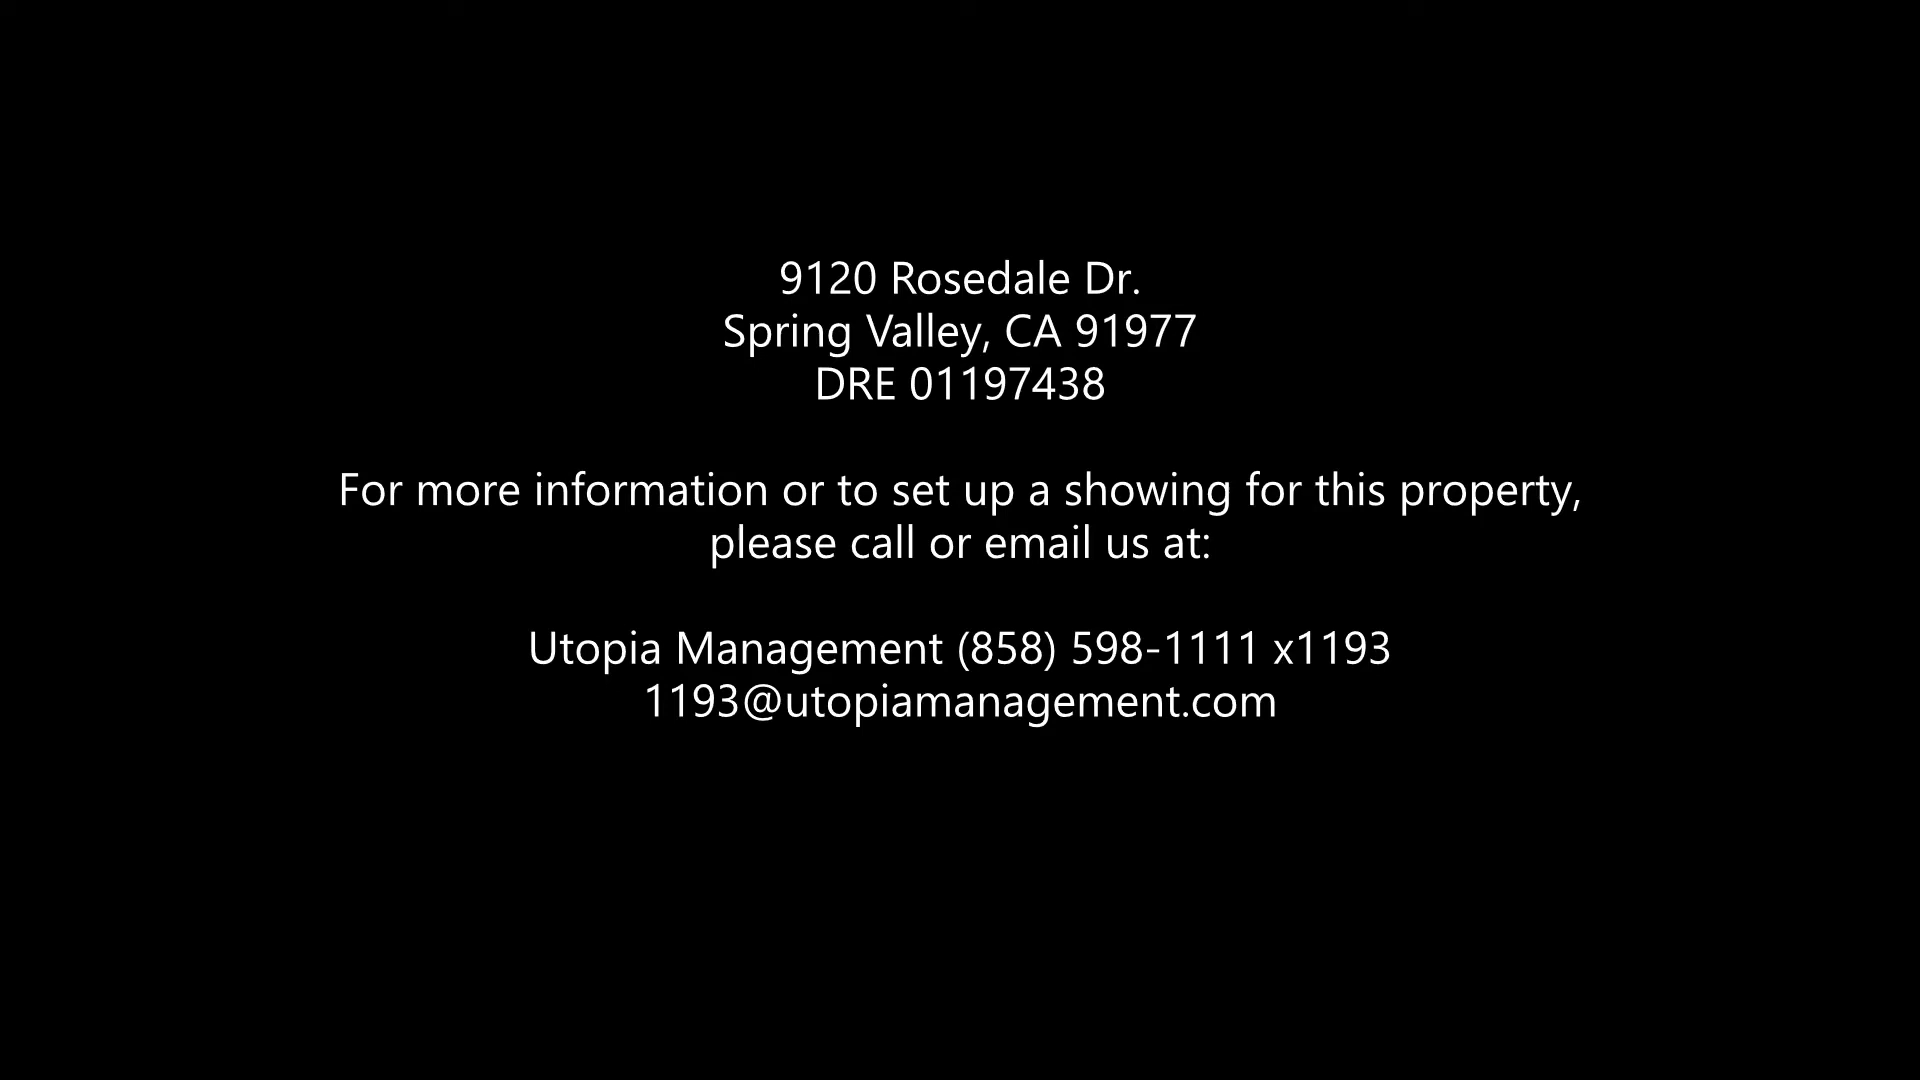 9120 Rosedale Dr.
Spring Valley, CA 91977
DRE 01197438
For more information or to set up a showing for this property,
please call or email us at:
Utopia Management (858) 598-1111 x1193
1193@utopiamanagement.com